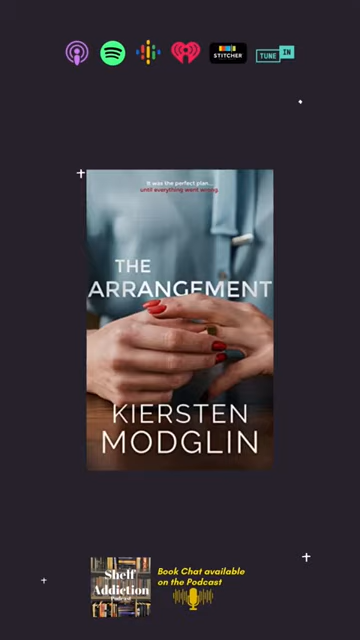 STITCHER
TUNE IN
It was the perfect plan...
until everything went wrong.
THE
ARRANGEMENT
KIERSTEN
MODGLIN
Shelf
Addiction
Podcast
Book Chat available
on the Podcast